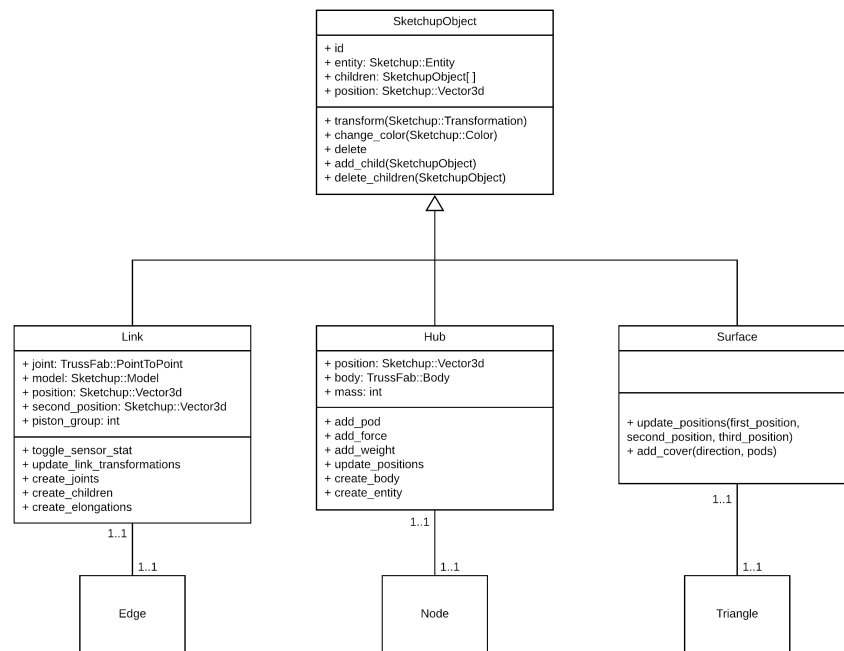 SketchupObject
+ id
+ entity: Sketchup::Entity
+ children: SketchupObject[ ]
+ position: Sketchup::Vector3d
+ transform(Sketchup::Transformation)
+ change_color(Sketchup::Color)
+ delete
+ add_child(SketchupObject)
+ delete_children(SketchupObject)
Link
+ joint: TrussFab::PointToPoint
+ model: Sketchup::Model
+ position: Sketchup::Vector3d
+ second_position: Sketchup::Vector3d
+ piston_group: int
+ toggle_sensor_stat
+ update_link_transformations
+ create_joints
+ create_children
+ create_elongations
1..1
1..1
Edge
Hub
+ position: Sketchup::Vector3d
+ body: TrussFab::Body
+ mass: int
+ add_pod
+ add_force
+ add_weight
+ update_positions
+ create_body
+ create_entity
1..1
1..1
Node
Surface
+ update_positions(first_position,
second_position, third_position)
+ add_cover(direction, pods)
1..1
1..1
Triangle